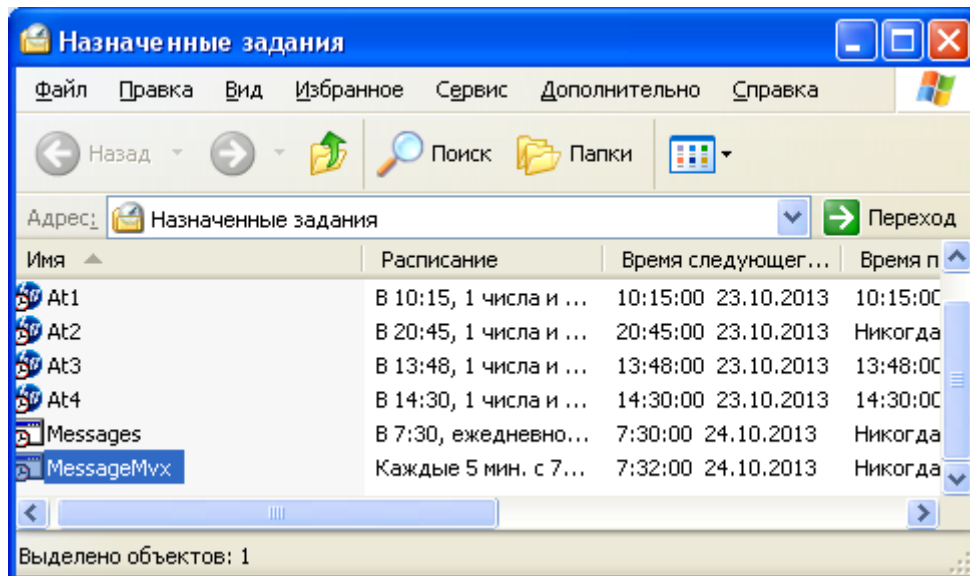 Назначенные задания
Файл Правка Вид Избранное Сервис Дополнительно Справка
Назад Поиск Папки
Адрес: Назначенные задания Переход
Имя Расписание Время следующег... Время п
At1 В 10:15, 1 числа и ... 10:15:00 23.10.2013 10:15:00
At2 В 20:45, 1 числа и ... 20:45:00 23.10.2013 Никогда
At3 В 13:48, 1 числа и ... 13:48:00 23.10.2013 13:48:00
At4 В 14:30, 1 числа и ... 14:30:00 23.10.2013 14:30:00
Messages В 7:30, ежедневно... 7:30:00 24.10.2013 Никогда
MessageMvx Каждые 5 мин. с 7... 7:32:00 24.10.2013 Никогда
Выделено объектов: 1